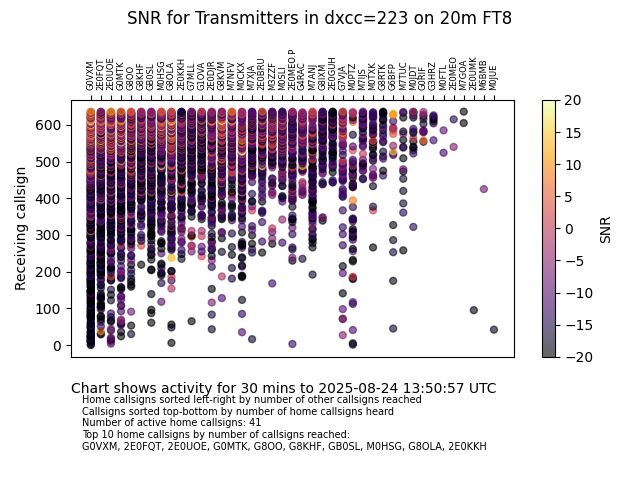 SNR for Transmitters in dxcc=223 on 20m FT8
G0VXM 2E0FQT 2E0UOE G0MTK G8OO G8KHF GB0SL M0HSG G8OLA 2E0KKH G7MLL G1OVA 2E0DJR G8KVM M7NFV M0CKX M7XJA 2E0BRU M3ZZF M0SLI 2E0MEO.P G4RAC M7ANJ G8IXM 2E0GUH G7VJA M0PTZ M7IJS M0TXK G8RTK G6BFP M7TUC M0JDT G0RIF G3HRZ M0FTL 2E0MEO M7GOA 2E0UMK M6BMB M0JUE
Receiving callsign
600
500
400
300
200
100
0
20
15
10
5
0
−5
−10
−15
−20
SNR
Chart shows activity for 30 mins to 2025-08-24 13:50:57 UTC
Home callsigns sorted left-right by number of other callsigns reached
Callsigns sorted top-bottom by number of home callsigns heard
Number of active home callsigns: 41
Top 10 home callsigns by number of callsigns reached:
G0VXM, 2E0FQT, 2E0UOE, G0MTK, G8OO, G8KHF, GB0SL, M0HSG, G8OLA, 2E0KKH